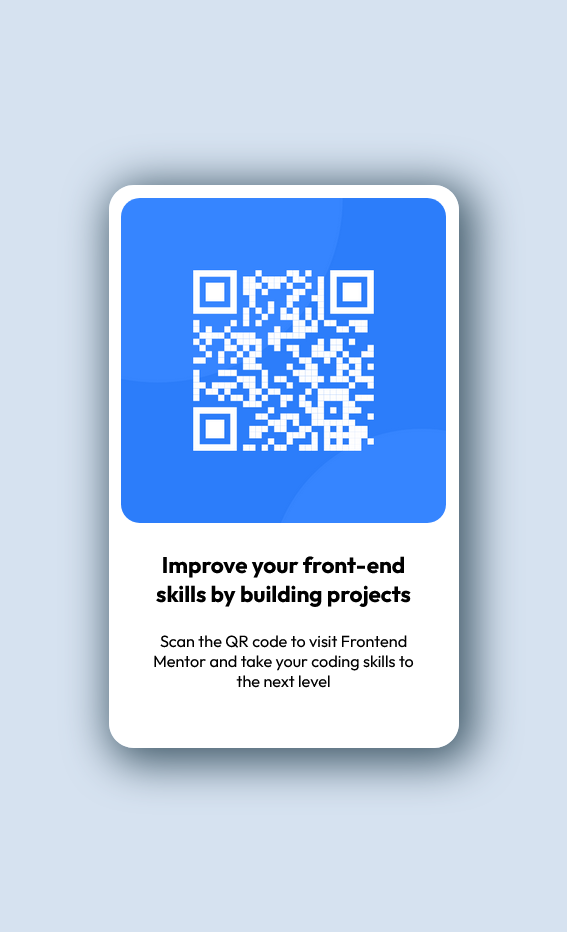 Improve your front-end
skills by building projects
Scan the QR code to visit Frontend
Mentor and take your coding skills to
the next level